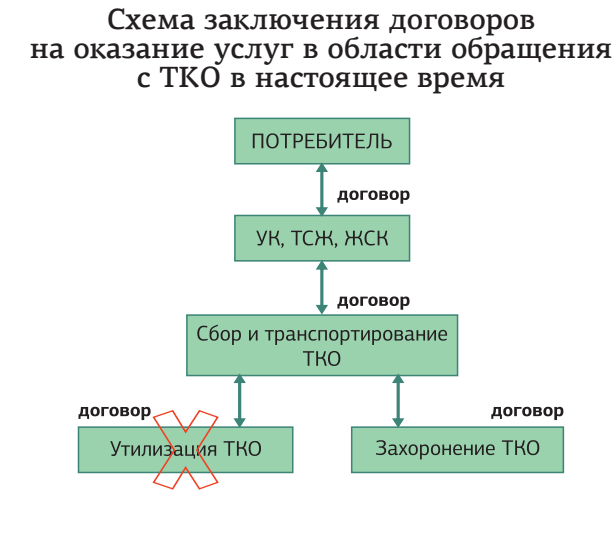 Схема заключения договоров
на оказание услуг в области обращения
с ТКО в настоящее время
ПОТРЕБИТЕЛЬ
договор
УК, ТСЖ, ЖСК
договор
Сбор и транспортирование
ТКО
договор
договор
Утилизация ТКО
Захоронение ТКО